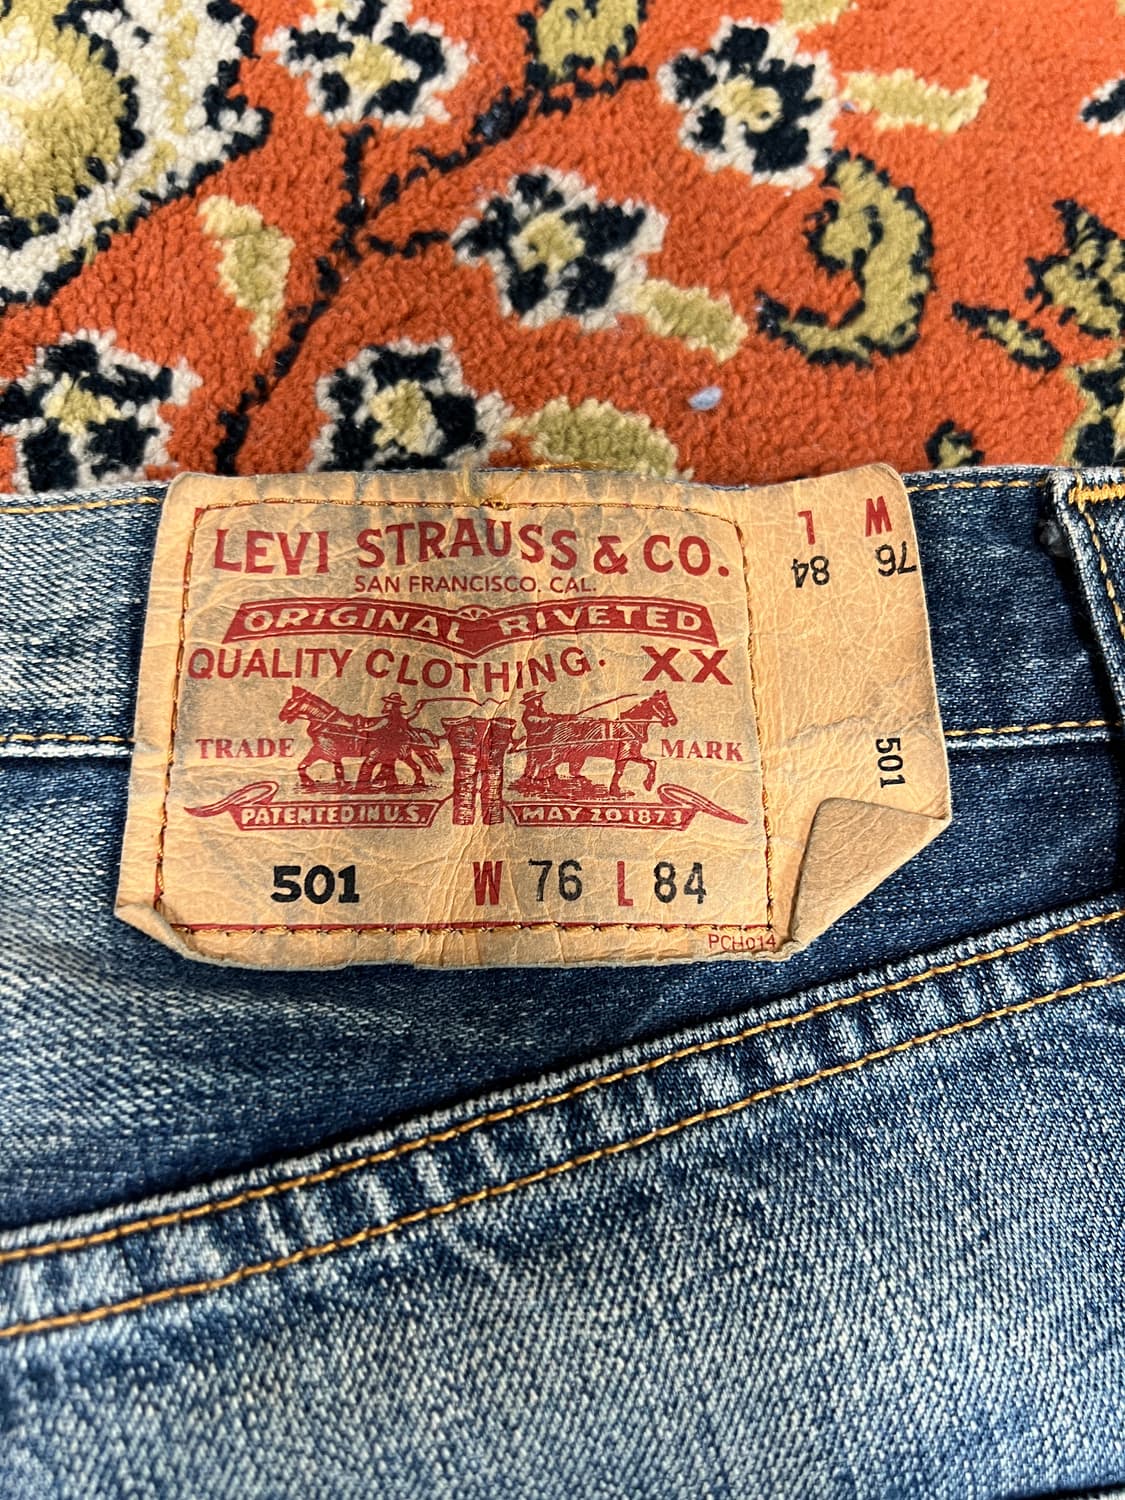 LEVI STRAUSS & CO.
SAN FRANCISCO. CAL.
ORIGINAL RIVETED
QUALITY CLOTHING. XX
TRADE MARK
PATENTED IN U.S. MAY 20 1873
501 W 76 L 84
PCH014
W 76
L 84
501